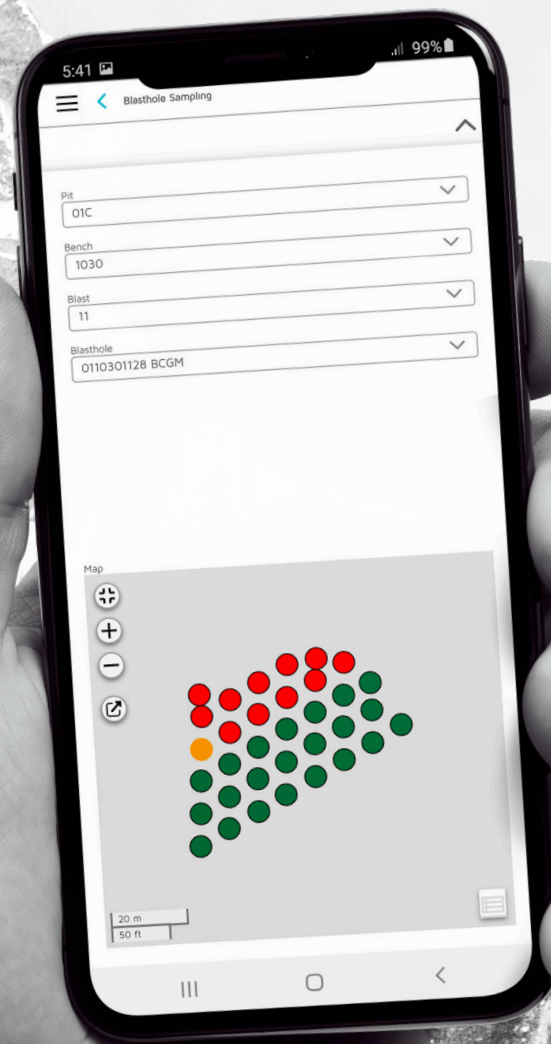 5:41 99%
Blasthole Sampling
Pit
01C
Bench
1030
Blast
11
Blasthole
0110301128 BCGM
Map
20 m
50 ft